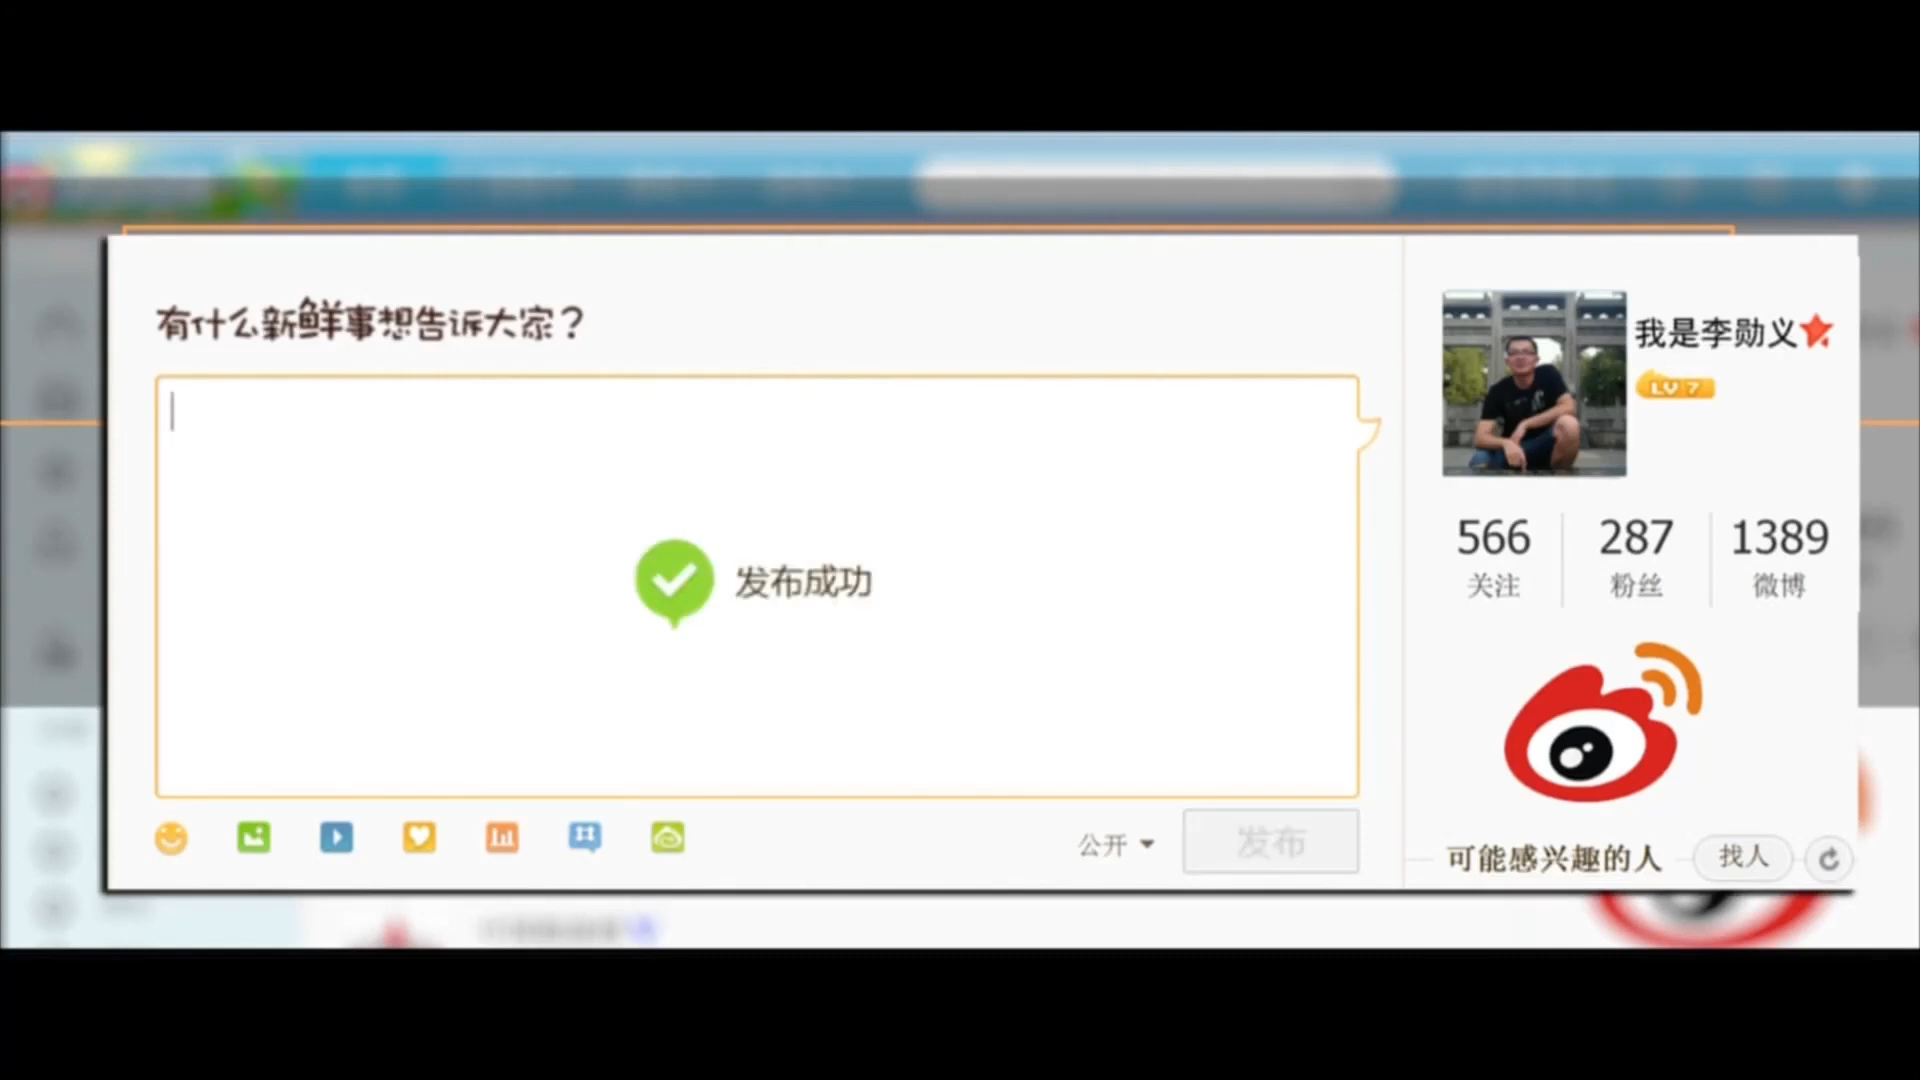 有什么新鲜事想告诉大家?
我是李勋义
LV 7
发布成功
566
关注
287
粉丝
1389
微博
公开
发布
可能感兴趣的人
找人